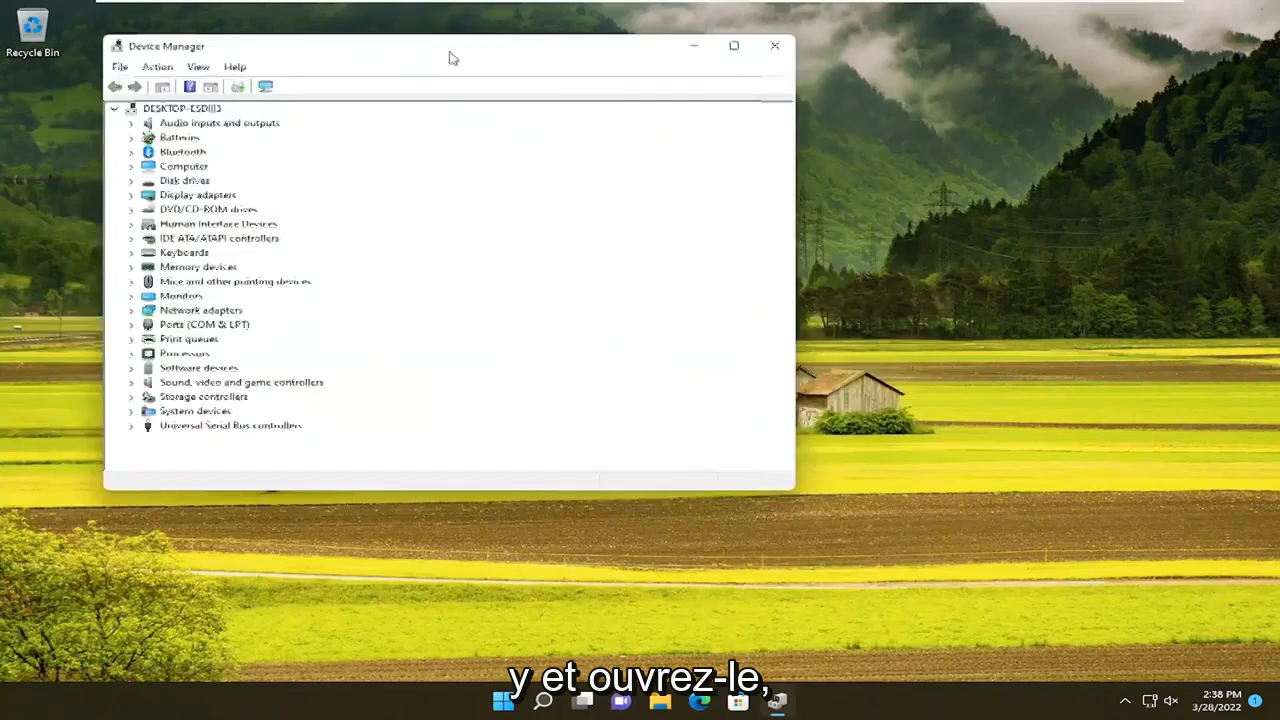 Recycle Bin
Device Manager
File Action View Help
Audio inputs and outputs
Batteries
Bluetooth
Computer
Disk drives
Display adapters
DVD/CD-ROM drives
Human Interface Devices
IDE ATA/ATAPI controllers
Keyboards
Memory devices
Mice and other pointing devices
Monitors
Network adapters
Ports (COM & LPT)
Print queues
Processors
Software devices
Sound, video and game controllers
Storage controllers
System devices
Universal Serial Bus controllers
y et ouvrez-le,
2:38 PM
3/28/2022
1